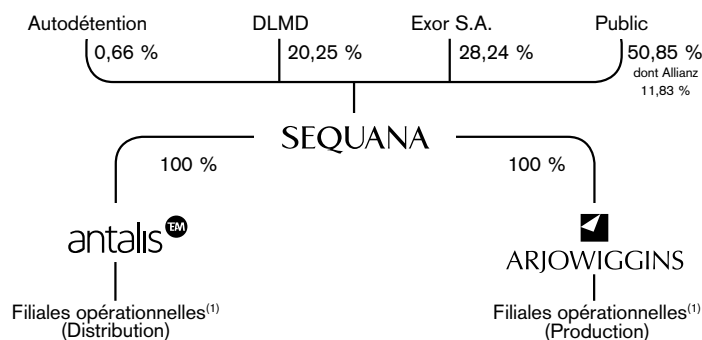 Autodétention
DLMD
Exor S.A.
Public
0,66 %
20,25 %
28,24 %
50,85 %
dont Allianz
11,83 %
SEQUANA
100 %
100 %
antalis TM
ARJOWIGGINS
Filiales opérationnelles(1)
(Distribution)
Filiales opérationnelles(1)
(Production)